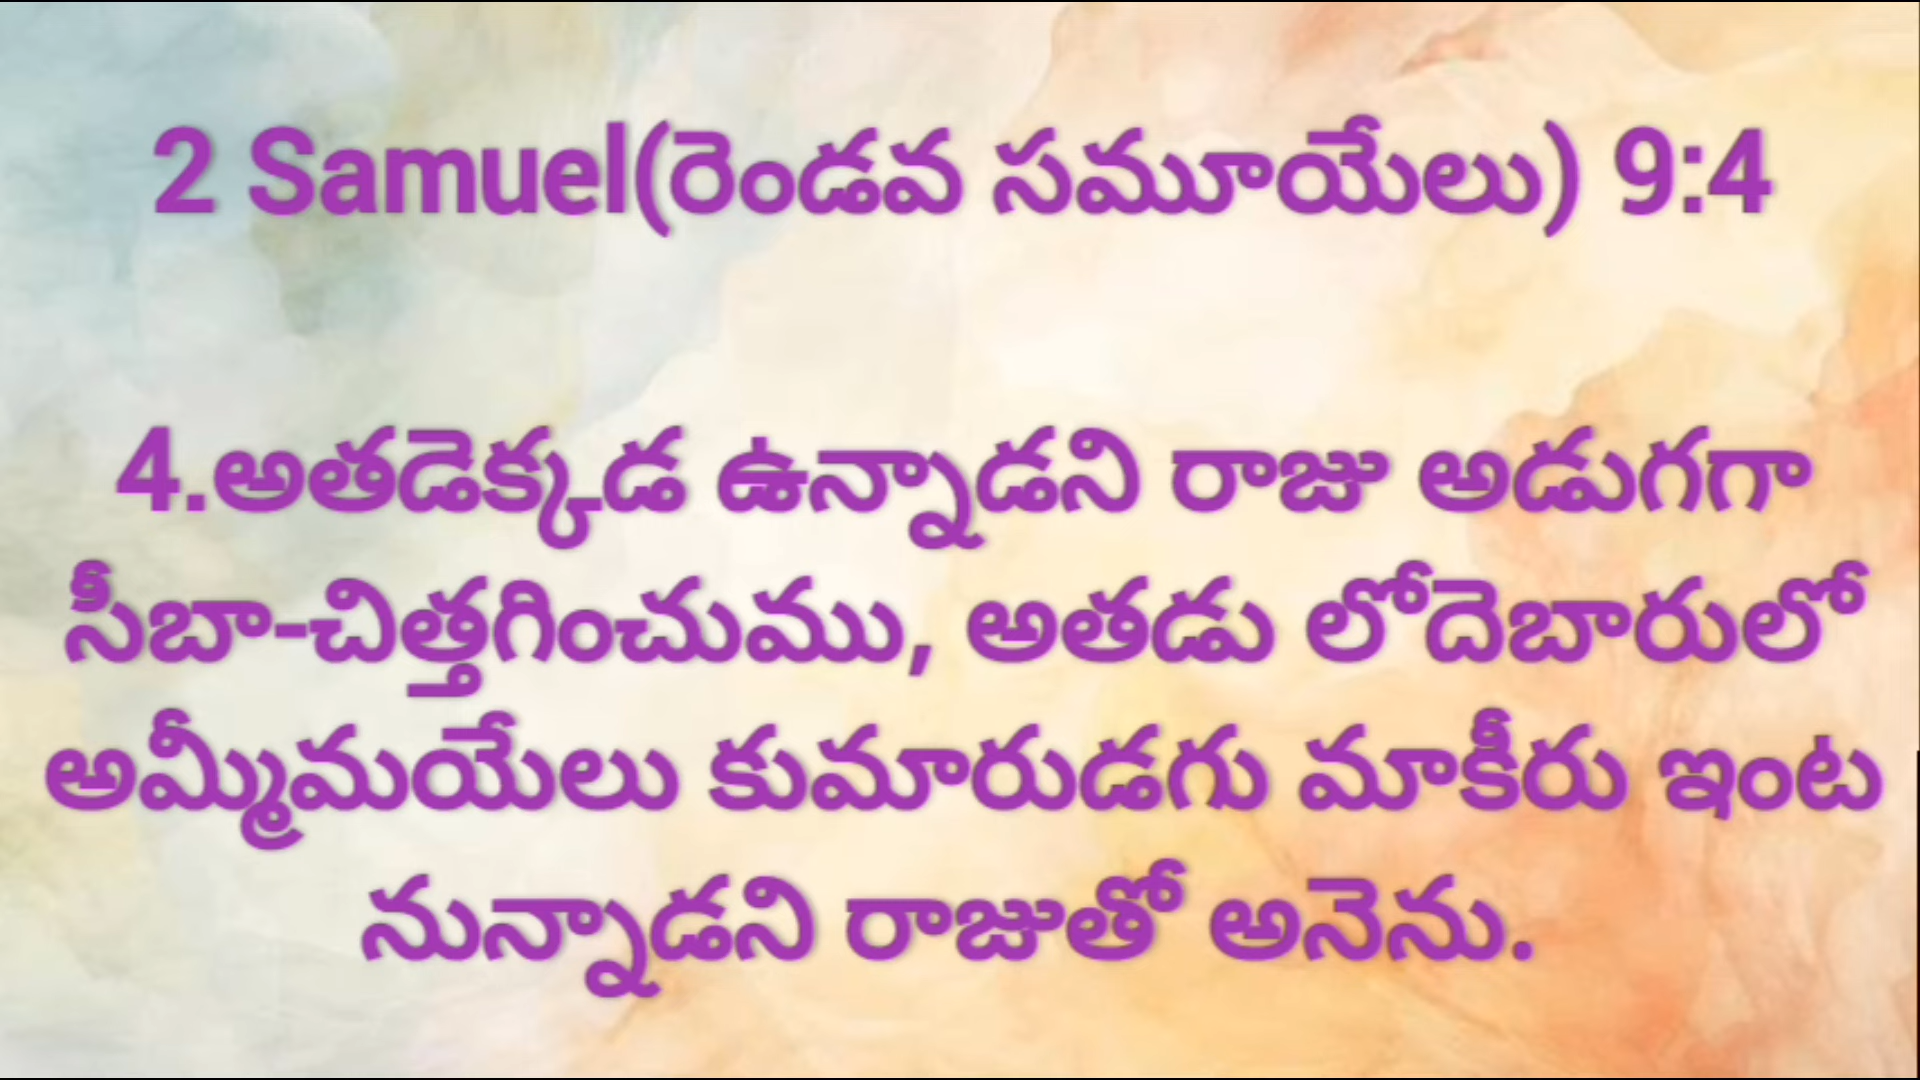 2 Samuel(రెండవ సమూయేలు) 9:4
4.అతడెక్కడ ఉన్నాడని రాజు అడుగగా
సీబా-చిత్తగించుము, అతడు లోదెబారులో
అమ్మీమయేలు కుమారుడగు మాకీరు ఇంట
నున్నాడని రాజుతో అనెను.